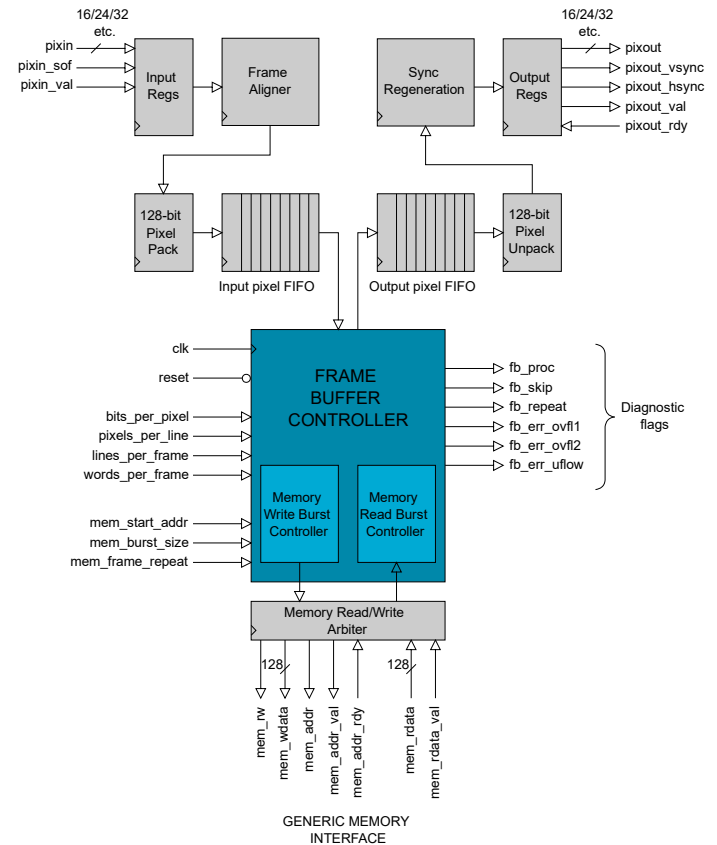 16/24/32
etc.
pixin
pixin_sof
pixin_val
Input
Regs
Frame
Aligner
Sync
Regeneration
Output
Regs
16/24/32
etc.
pixout
pixout_vsync
pixout_hsync
pixout_val
pixout_rdy
128-bit
Pixel
Pack
Input pixel FIFO
Output pixel FIFO
128-bit
Pixel
Unpack
clk
reset
bits_per_pixel
pixels_per_line
lines_per_frame
words_per_frame
mem_start_addr
mem_burst_size
mem_frame_repeat
FRAME
BUFFER
CONTROLLER
Memory
Write Burst
Controller
Memory
Read Burst
Controller
fb_proc
fb_skip
fb_repeat
fb_err_ovfl1
fb_err_ovfl2
fb_err_uflow
Diagnostic
flags
Memory Read/Write
Arbiter
128
128
mem_rw
mem_wdata
mem_addr
mem_addr_val
mem_addr_rdy
mem_rdata
mem_rdata_val
GENERIC MEMORY
INTERFACE